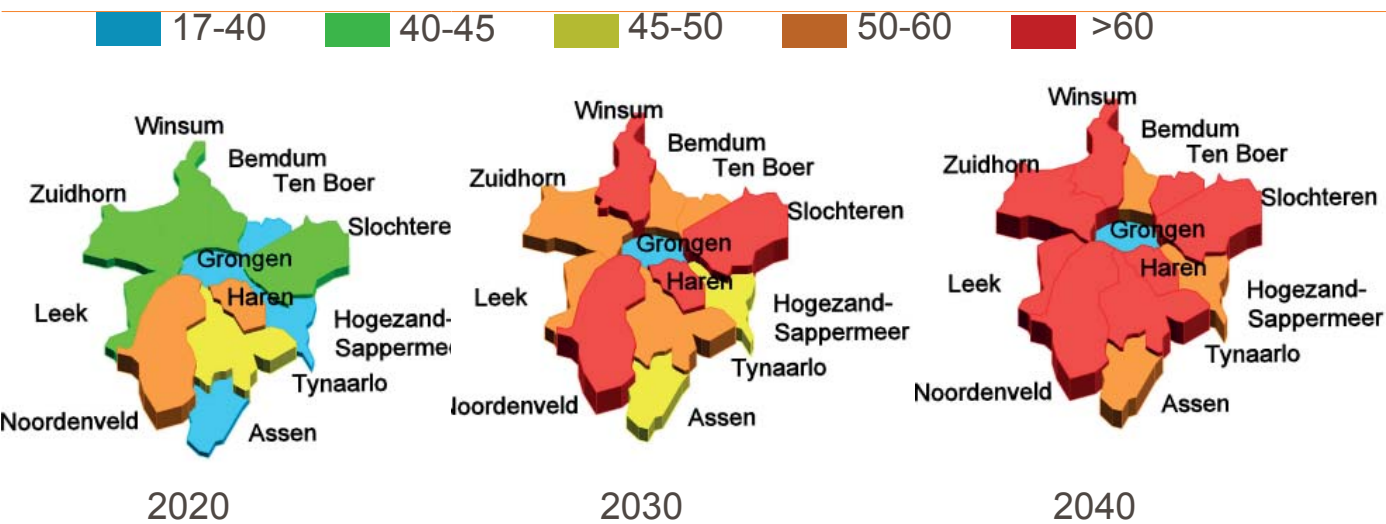 17-40 40-45 45-50 50-60 >60
Winsum
Bemdum
Ten Boer
Zuidhorn
Slochtere
Grongen
Haren
Leek
Hogezand-
Sapperme
Tynaarlo
Noordenveld
Assen
2020
Winsum
Bemdum
Ten Boer
Zuidhorn
Slochteren
Grongen
Haren
Leek
Hogezand-
Sappermeer
Tynaarlo
Noordenveld
Assen
2030
Winsum
Bemdum
Ten Boer
Zuidhorn
Slochteren
Grongen
Haren
Leek
Hogezand-
Sappermeer
Tynaarlo
Noordenveld
Assen
2040